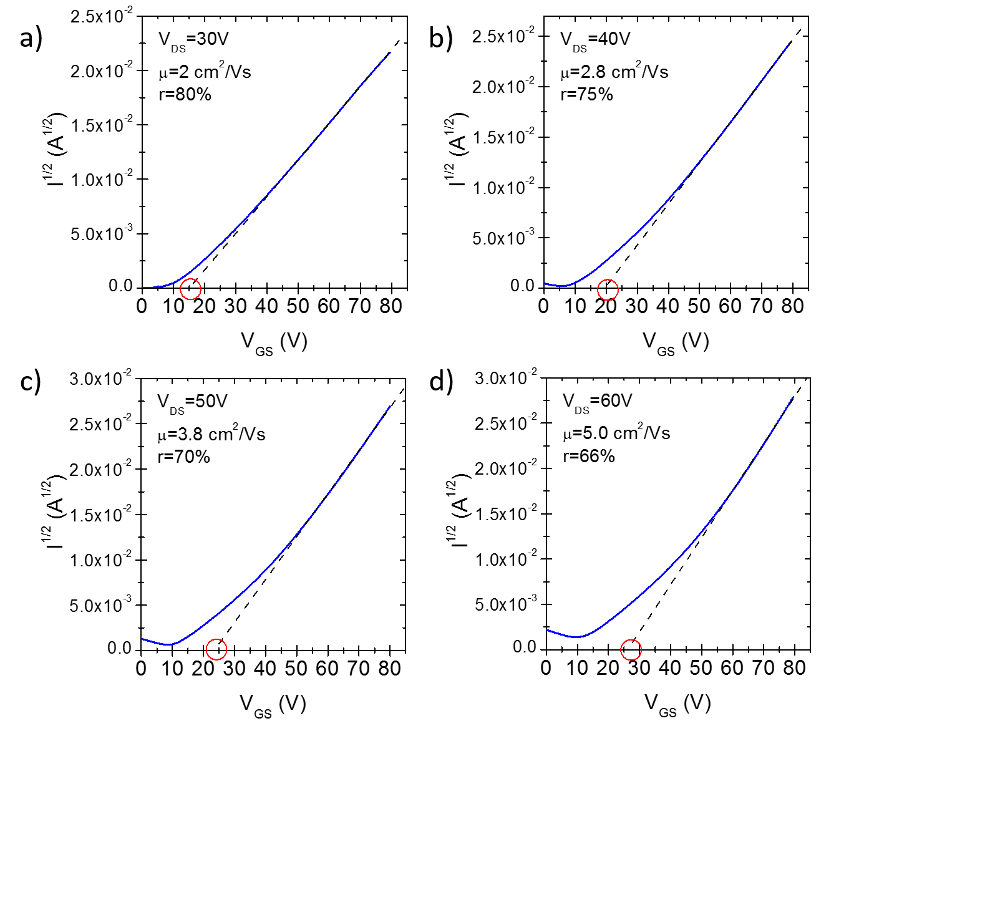 a)
V_DS=30V
μ=2 cm²/Vs
r=80%
2.5x10⁻²
2.0x10⁻²
1.5x10⁻²
1.0x10⁻²
5.0x10⁻³
0.0
I^1/2 (A^1/2)
0 10 20 30 40 50 60 70 80
V_GS (V)
b)
V_DS=40V
μ=2.8 cm²/Vs
r=75%
2.5x10⁻²
2.0x10⁻²
1.5x10⁻²
1.0x10⁻²
5.0x10⁻³
0.0
I^1/2 (A^1/2)
0 10 20 30 40 50 60 70 80
V_GS (V)
c)
V_DS=50V
μ=3.8 cm²/Vs
r=70%
3.0x10⁻²
2.5x10⁻²
2.0x10⁻²
1.5x10⁻²
1.0x10⁻²
5.0x10⁻³
0.0
I^1/2 (A^1/2)
0 10 20 30 40 50 60 70 80
V_GS (V)
d)
V_DS=60V
μ=5.0 cm²/Vs
r=66%
3.0x10⁻²
2.5x10⁻²
2.0x10⁻²
1.5x10⁻²
1.0x10⁻²
5.0x10⁻³
0.0
I^1/2 (A^1/2)
0 10 20 30 40 50 60 70 80
V_GS (V)